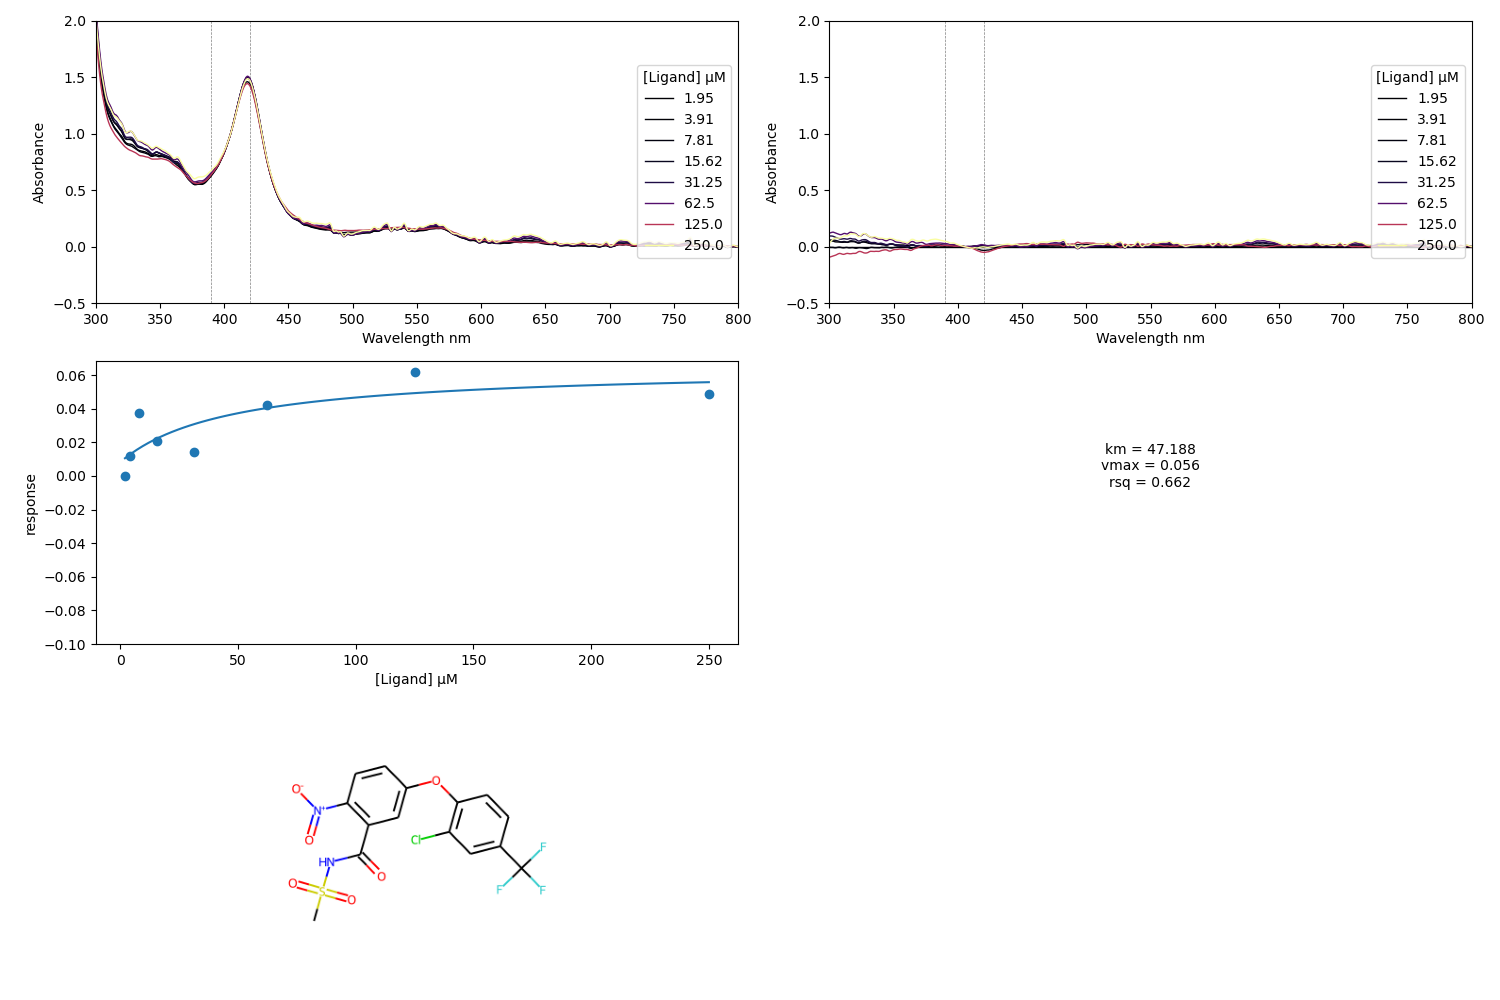 2.0
1.5
1.0
0.5
0.0
−0.5
Absorbance
300 350 400 450 500 550 600 650 700 750 800
Wavelength nm
[Ligand] µM
1.95
3.91
7.81
15.62
31.25
62.5
125.0
250.0
2.0
1.5
1.0
0.5
0.0
−0.5
Absorbance
300 350 400 450 500 550 600 650 700 750 800
Wavelength nm
[Ligand] µM
1.95
3.91
7.81
15.62
31.25
62.5
125.0
250.0
0.06
0.04
0.02
0.00
−0.02
−0.04
−0.06
−0.08
−0.10
response
0 50 100 150 200 250
[Ligand] µM
km = 47.188
vmax = 0.056
rsq = 0.662
O-
N+
O
O
Cl
F
F
F
HN
O
O
S
O